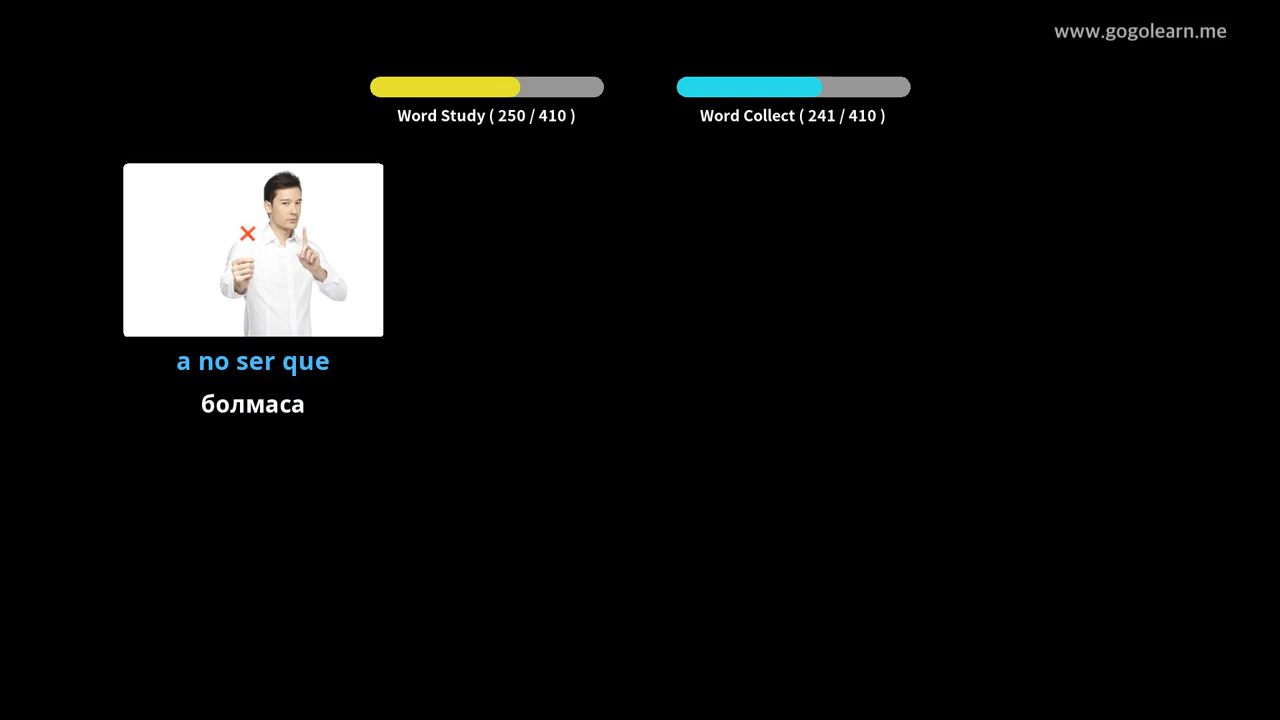 www.gogolearn.me
Word Study ( 250 / 410 )
Word Collect ( 241 / 410 )
a no ser que
болмаса